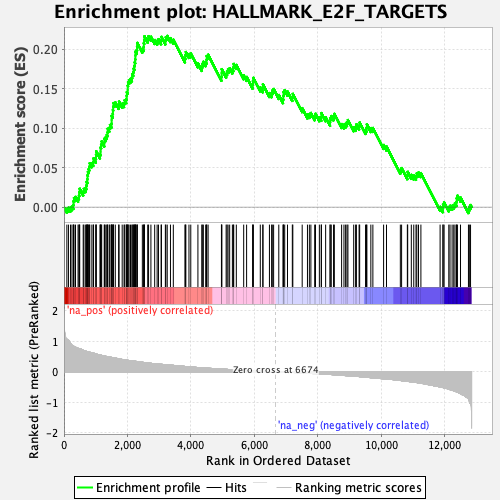 Enrichment plot: HALLMARK_E2F_TARGETS
Enrichment score (ES)
0.20
0.15
0.10
0.05
0.00
'na_pos' (positively correlated)
Ranked list metric (PreRanked)
2
1
0
-1
-2
Zero cross at 6674
'na_neg' (negatively correlated)
0
2,000
4,000
6,000
8,000
10,000
12,000
Rank in Ordered Dataset
Enrichment profile
Hits
Ranking metric scores